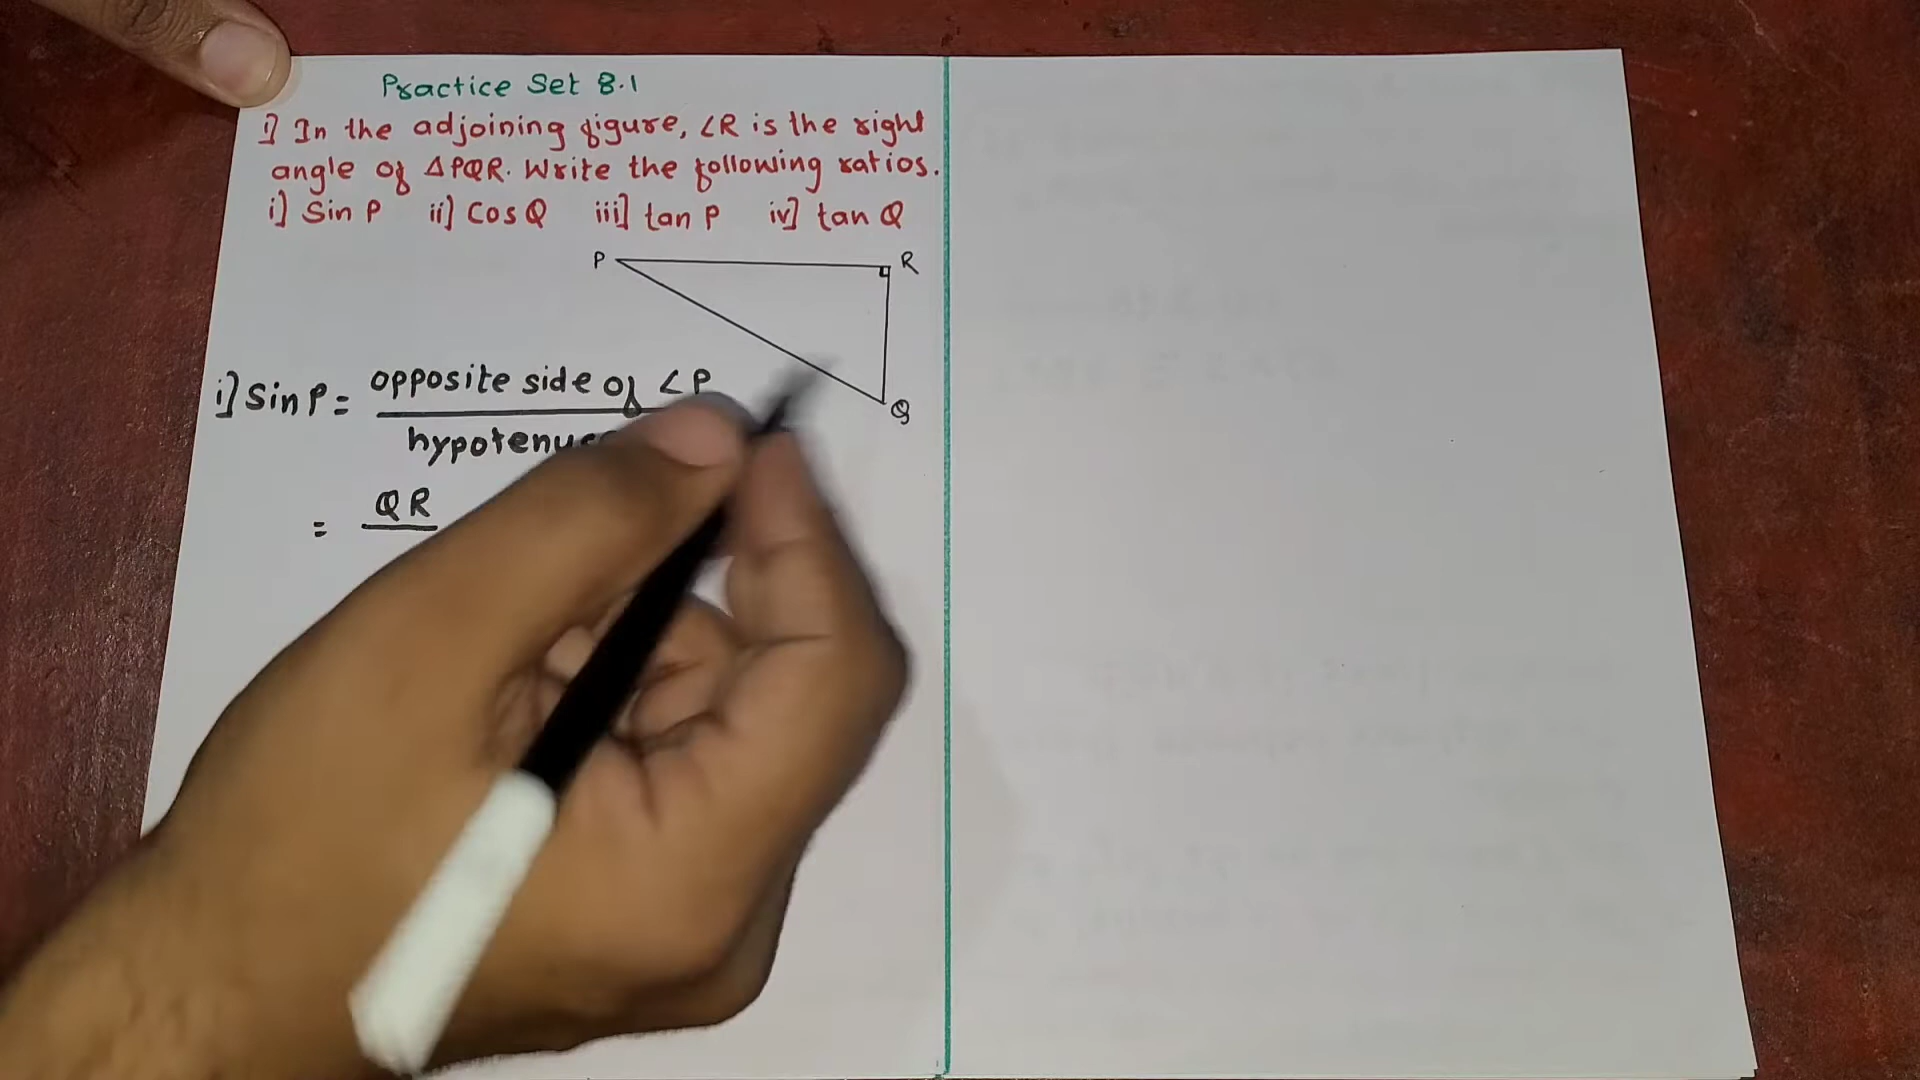 Practice Set 8.1
1] In the adjoining figure, ∠R is the right
angle of △PQR. Write the following ratios.
i] Sin P ii] Cos Q iii] tan P iv] tan Q
P R
Q
i] Sin P = opposite side of ∠P
= QR